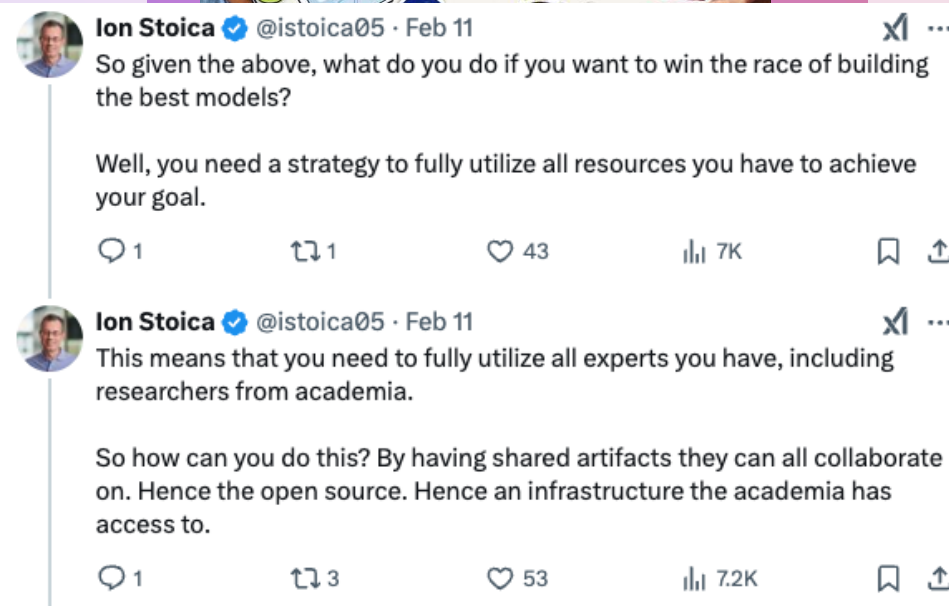 Ion Stoica @istoica05 · Feb 11
So given the above, what do you do if you want to win the race of building
the best models?
Well, you need a strategy to fully utilize all resources you have to achieve
your goal.
1 1 43 7K
Ion Stoica @istoica05 · Feb 11
This means that you need to fully utilize all experts you have, including
researchers from academia.
So how can you do this? By having shared artifacts they can all collaborate
on. Hence the open source. Hence an infrastructure the academia has
access to.
1 3 53 7.2K